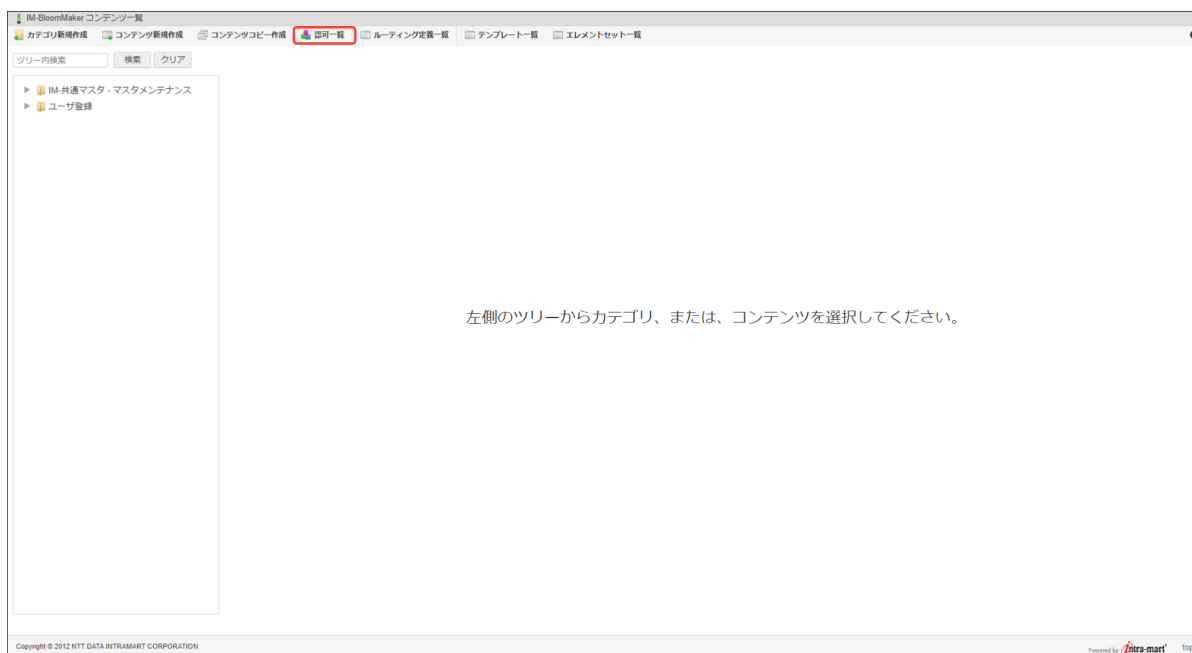 IM-BloomMaker コンテンツ一覧
カテゴリ新規作成 コンテンツ新規作成 コンテンツコピー作成 認可一覧 ルーティング定義一覧 テンプレート一覧 エレメントセット一覧
ツリー内検索 検索 クリア
IM-共通マスタ - マスタメンテナンス
ユーザ登録
左側のツリーからカテゴリ、または、コンテンツを選択してください。
Copyright © 2012 NTT DATA INTRAMART CORPORATION
Powered by intra-mart top